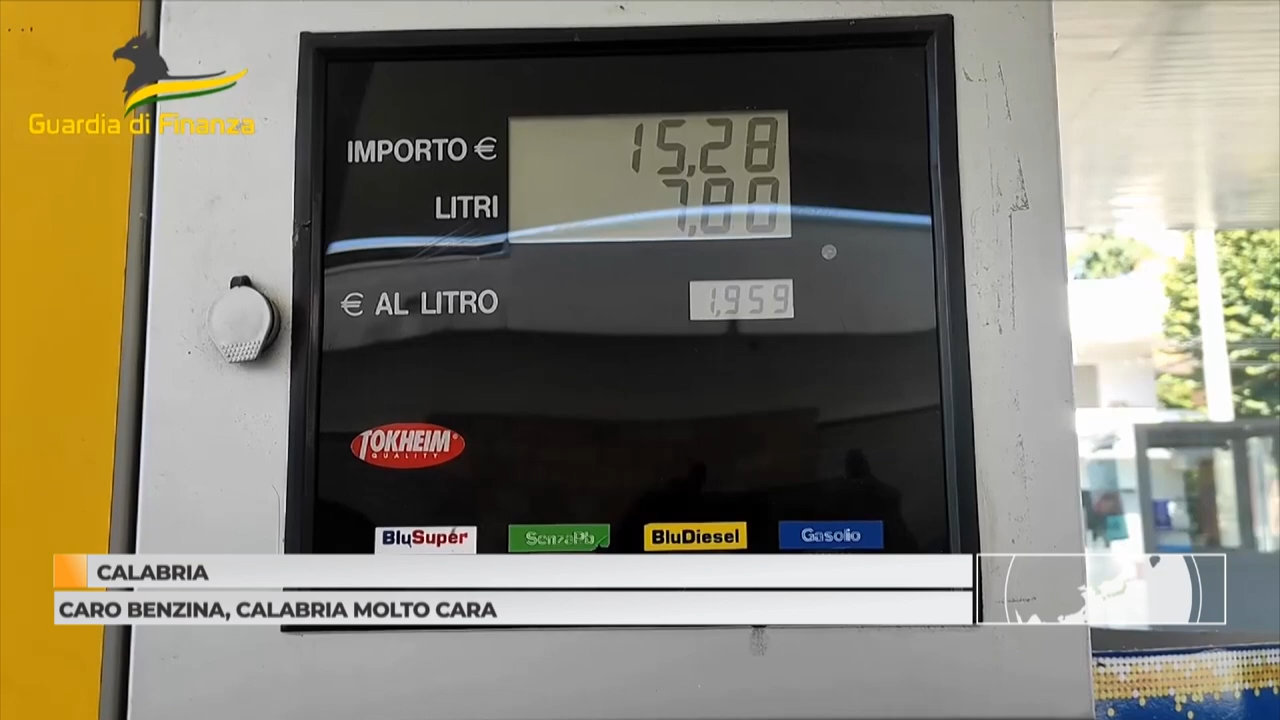 Guardia di Finanza
IMPORTO € 15,28
LITRI 7,80
€ AL LITRO 1,959
TOKHEIM®
QUALITY
BluSuper SenzaPb BluDiesel Gasolio
CALABRIA
CARO BENZINA, CALABRIA MOLTO CARA